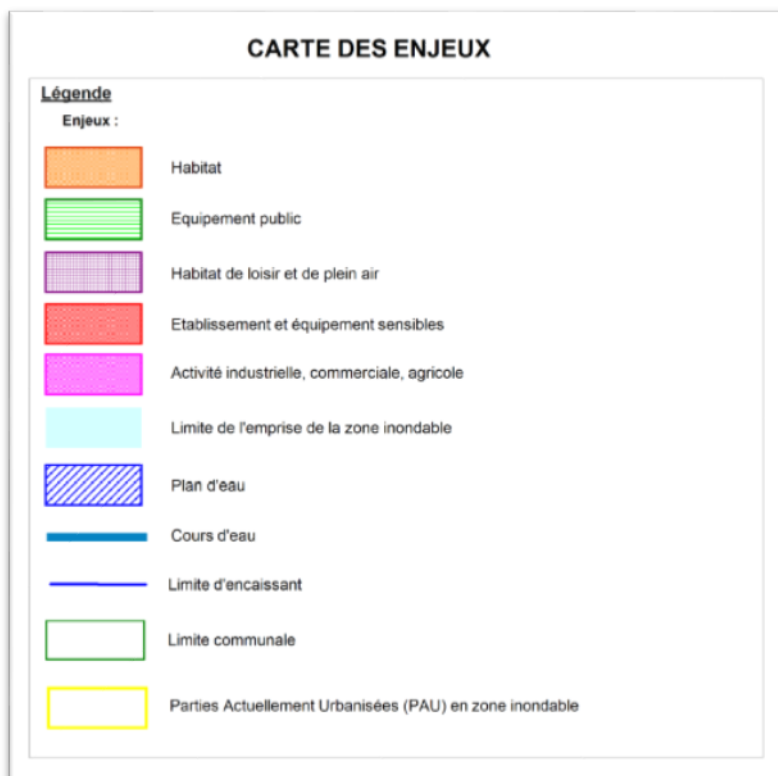 CARTE DES ENJEUX
Légende
Enjeux :
Habitat
Equipement public
Habitat de loisir et de plein air
Etablissement et équipement sensibles
Activité industrielle, commerciale, agricole
Limite de l'emprise de la zone inondable
Plan d'eau
Cours d'eau
Limite d'encaissant
Limite communale
Parties Actuellement Urbanisées (PAU) en zone inondable